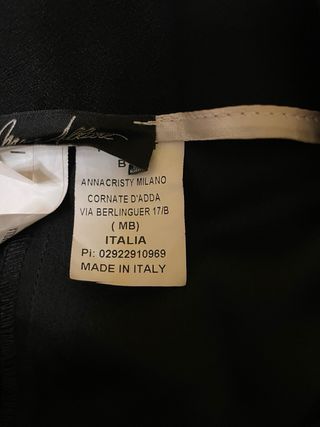 B
ANNACRISTY MILANO
CORNATE D'ADDA
VIA BERLINGUER 17/B
( MB)
ITALIA
Pi: 02922910969
MADE IN ITALY